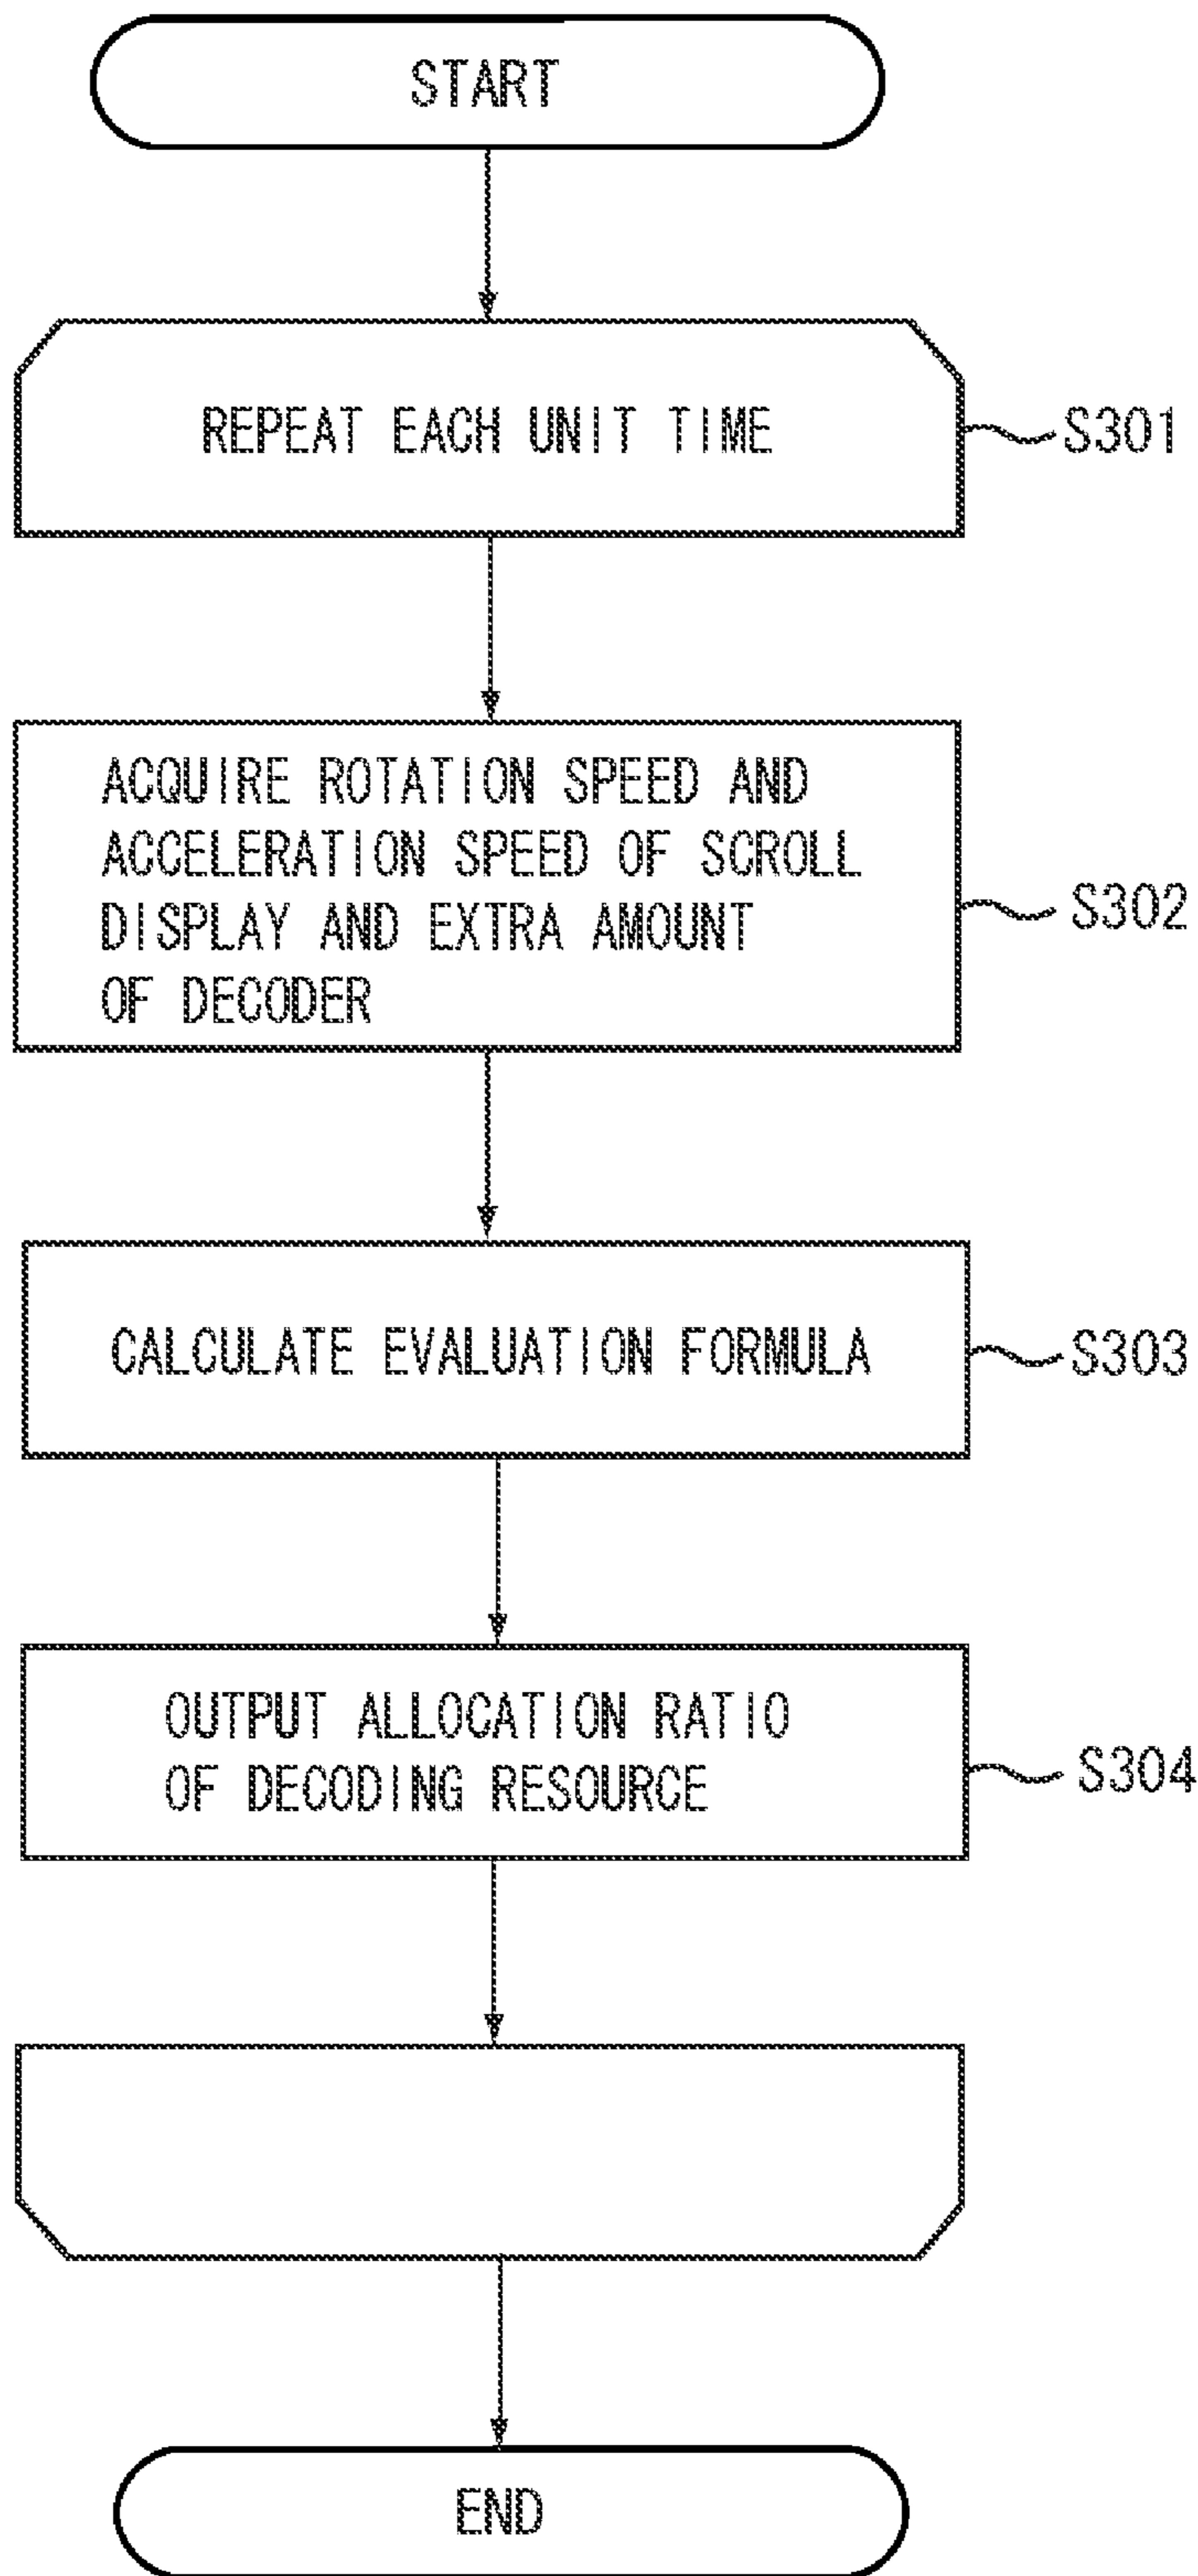 START
REPEAT EACH UNIT TIME
S301
ACQUIRE ROTATION SPEED AND
ACCELERATION SPEED OF SCROLL
DISPLAY AND EXTRA AMOUNT
OF DECODER
S302
CALCULATE EVALUATION FORMULA
S303
OUTPUT ALLOCATION RATIO
OF DECODING RESOURCE
S304
END